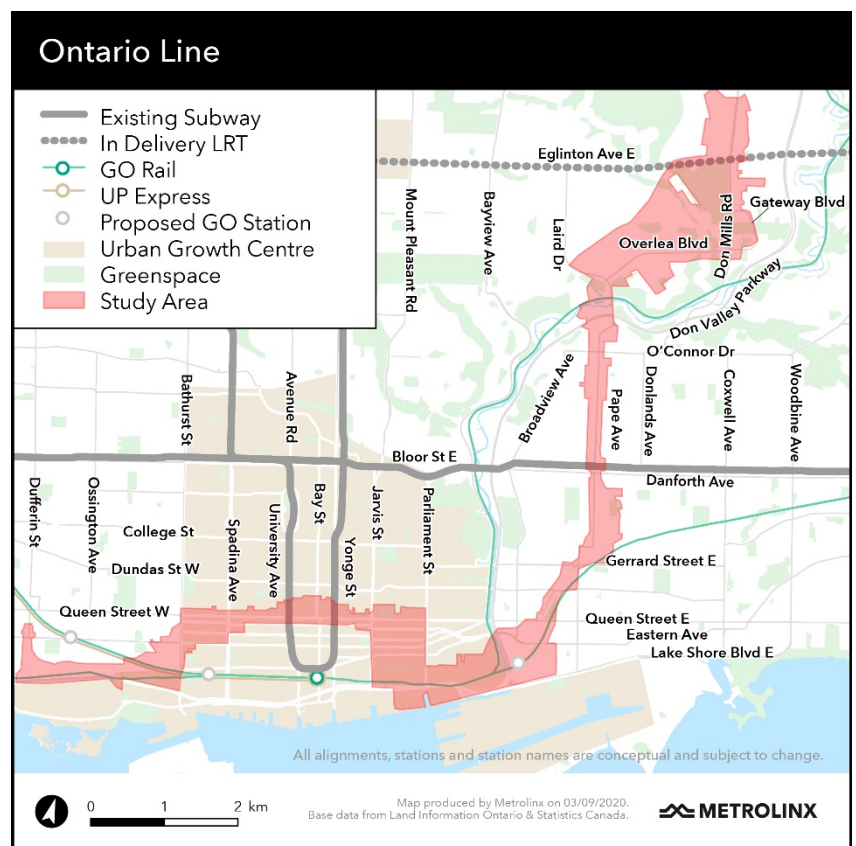 Ontario Line
Existing Subway
In Delivery LRT
GO Rail
UP Express
Proposed GO Station
Urban Growth Centre
Greenspace
Study Area
Eglinton Ave E
Mount Pleasant Rd
Bayview Ave
Laird Dr
Overlea Blvd
Don Mills Rd
Gateway Blvd
Don Valley Parkway
O'Connor Dr
Bathurst St
Avenue Rd
Broadview Ave
Pape Ave
Donlands Ave
Coxwell Ave
Woodbine Ave
Bloor St E
Danforth Ave
Dufferin St
Ossington Ave
College St
Spadina Ave
University Ave
Bay St
Yonge St
Jarvis St
Parliament St
Dundas St W
Gerrard Street E
Queen Street W
Queen Street E
Eastern Ave
Lake Shore Blvd E
All alignments, stations and station names are conceptual and subject to change.
0 1 2 km
Map produced by Metrolinx on 03/09/2020.
Base data from Land Information Ontario & Statistics Canada.
METROLINX